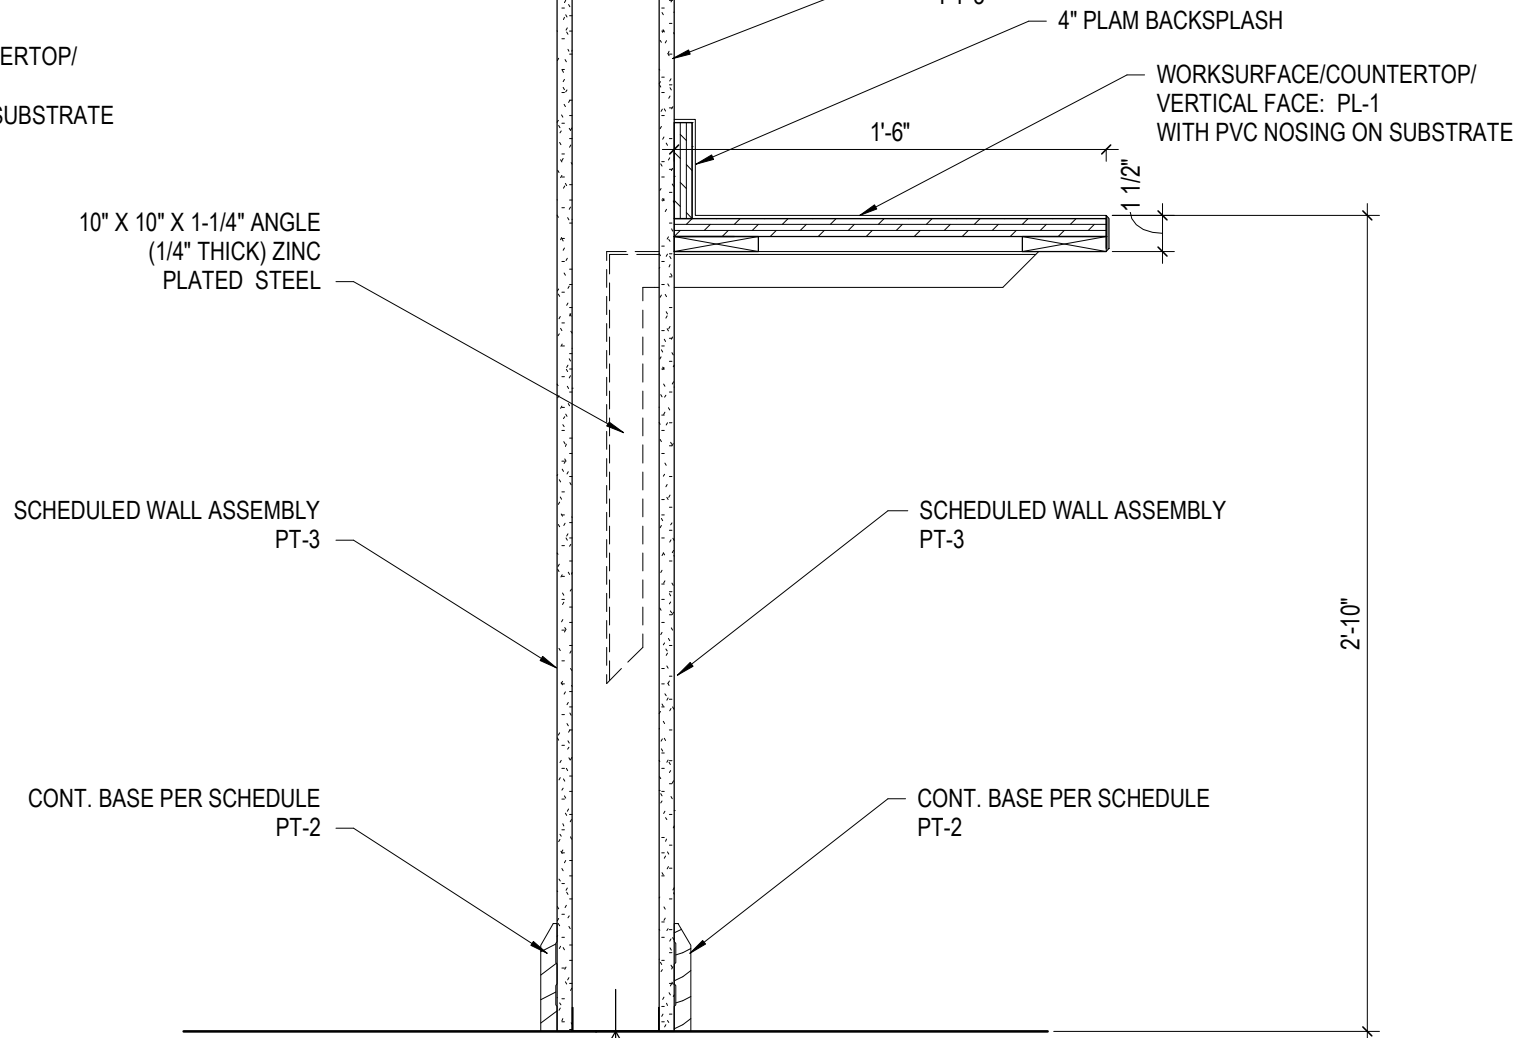 4" PLAM BACKSPLASH
ERTOP/
SUBSTRATE
WORKSURFACE/COUNTERTOP/
VERTICAL FACE: PL-1
WITH PVC NOSING ON SUBSTRATE
1'-6"
1 1/2"
10" X 10" X 1-1/4" ANGLE
(1/4" THICK) ZINC
PLATED STEEL
SCHEDULED WALL ASSEMBLY
PT-3
SCHEDULED WALL ASSEMBLY
PT-3
2'-10"
CONT. BASE PER SCHEDULE
PT-2
CONT. BASE PER SCHEDULE
PT-2